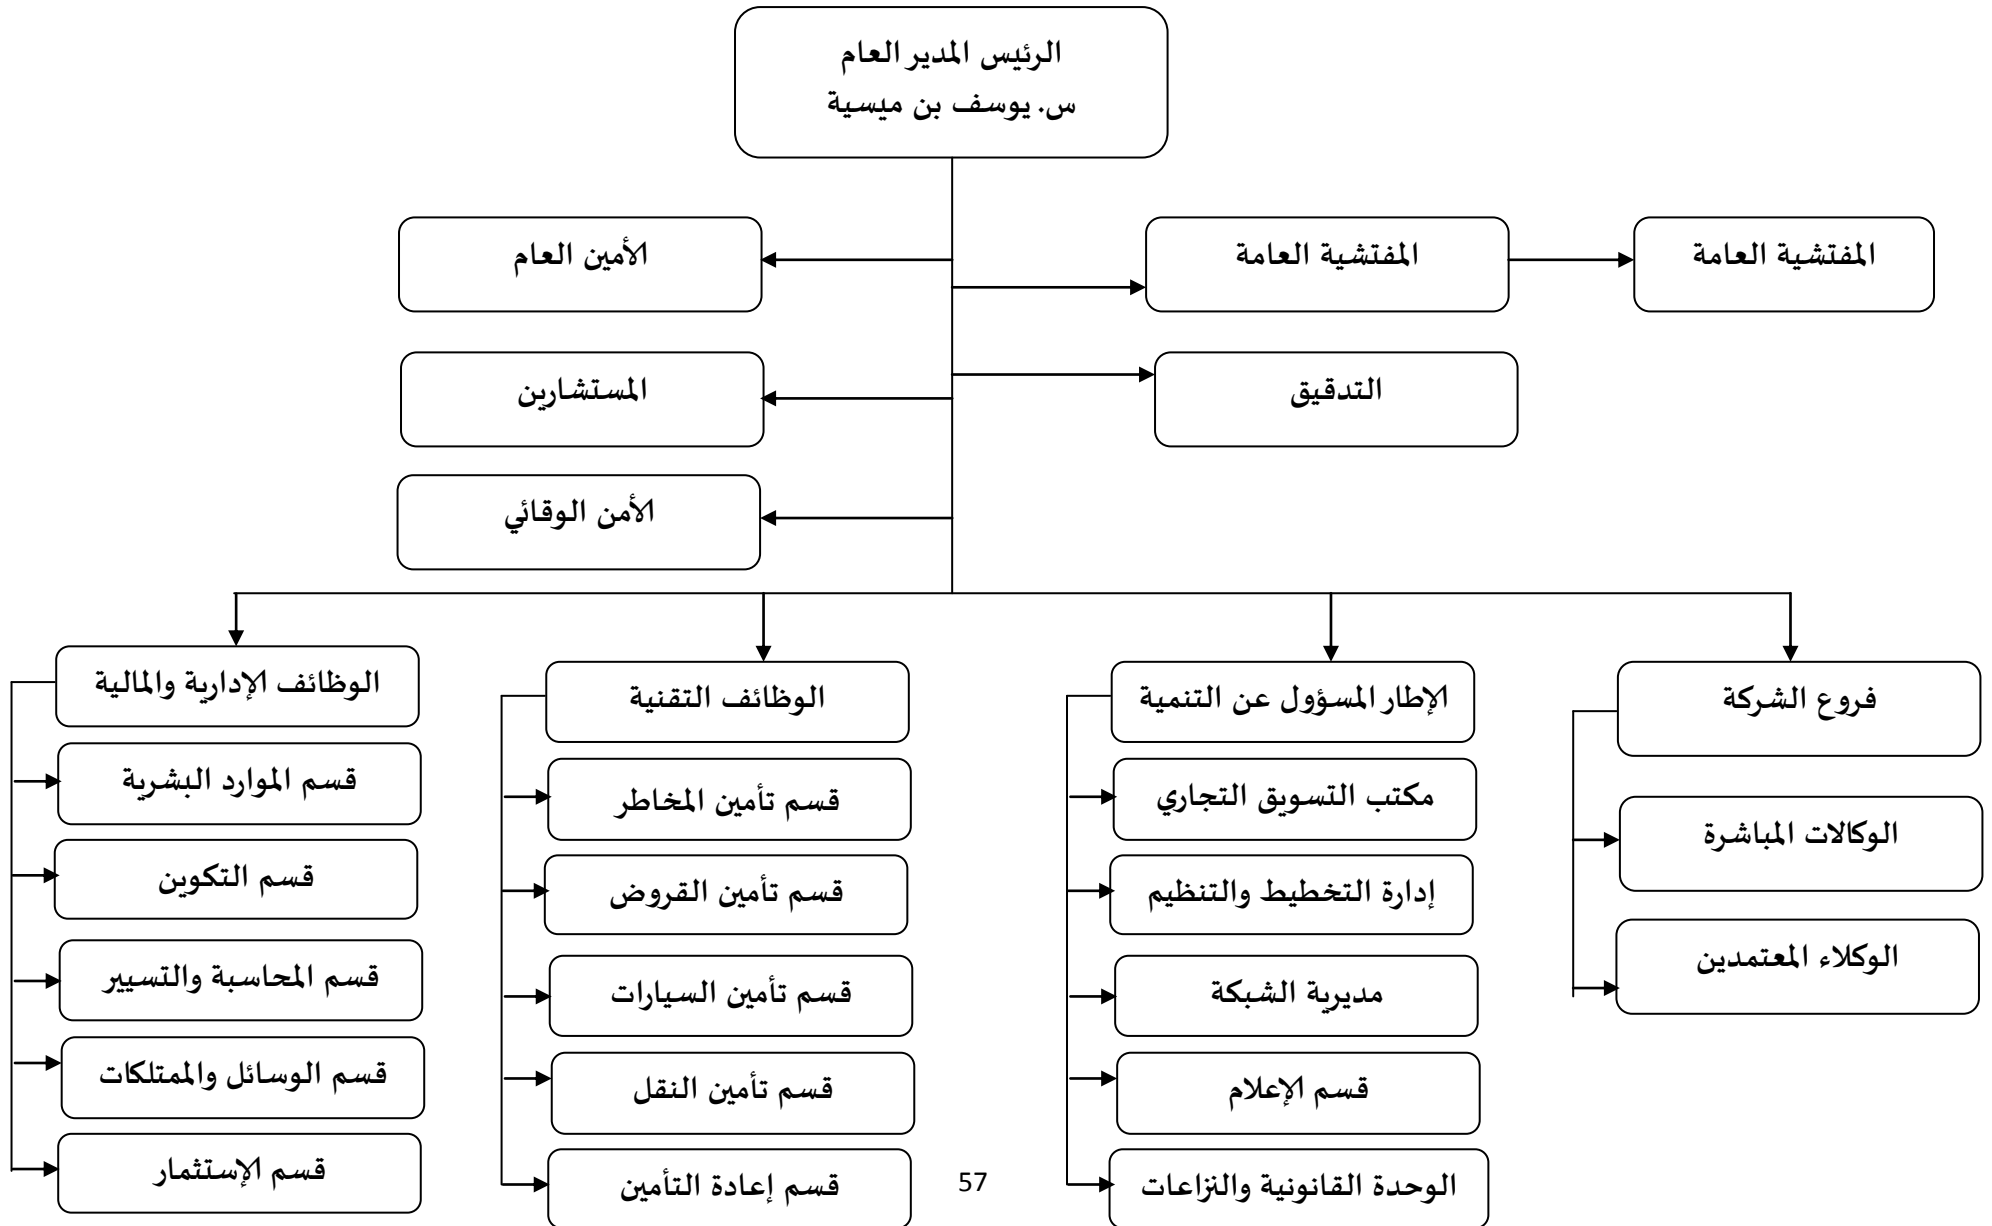 الرئيس المدير العام
س. يوسف بن ميسية
المفتشية العامة
المفتشية العامة
الأمين العام
التدقيق
المستشارين
الأمن الوقائي
فروع الشركة
الوكالات المباشرة
الوكلاء المعتمدين
الإطار المسؤول عن التنمية
مكتب التسويق التجاري
إدارة التخطيط والتنظيم
مديرية الشبكة
قسم الإعلام
الوحدة القانونية والنزاعات
الوظائف التقنية
قسم تأمين المخاطر
قسم تأمين القروض
قسم تأمين السيارات
قسم تأمين النقل
قسم إعادة التأمين
الوظائف الإدارية والمالية
قسم الموارد البشرية
قسم التكوين
قسم المحاسبة والتسيير
قسم الوسائل والممتلكات
قسم الإستثمار
57